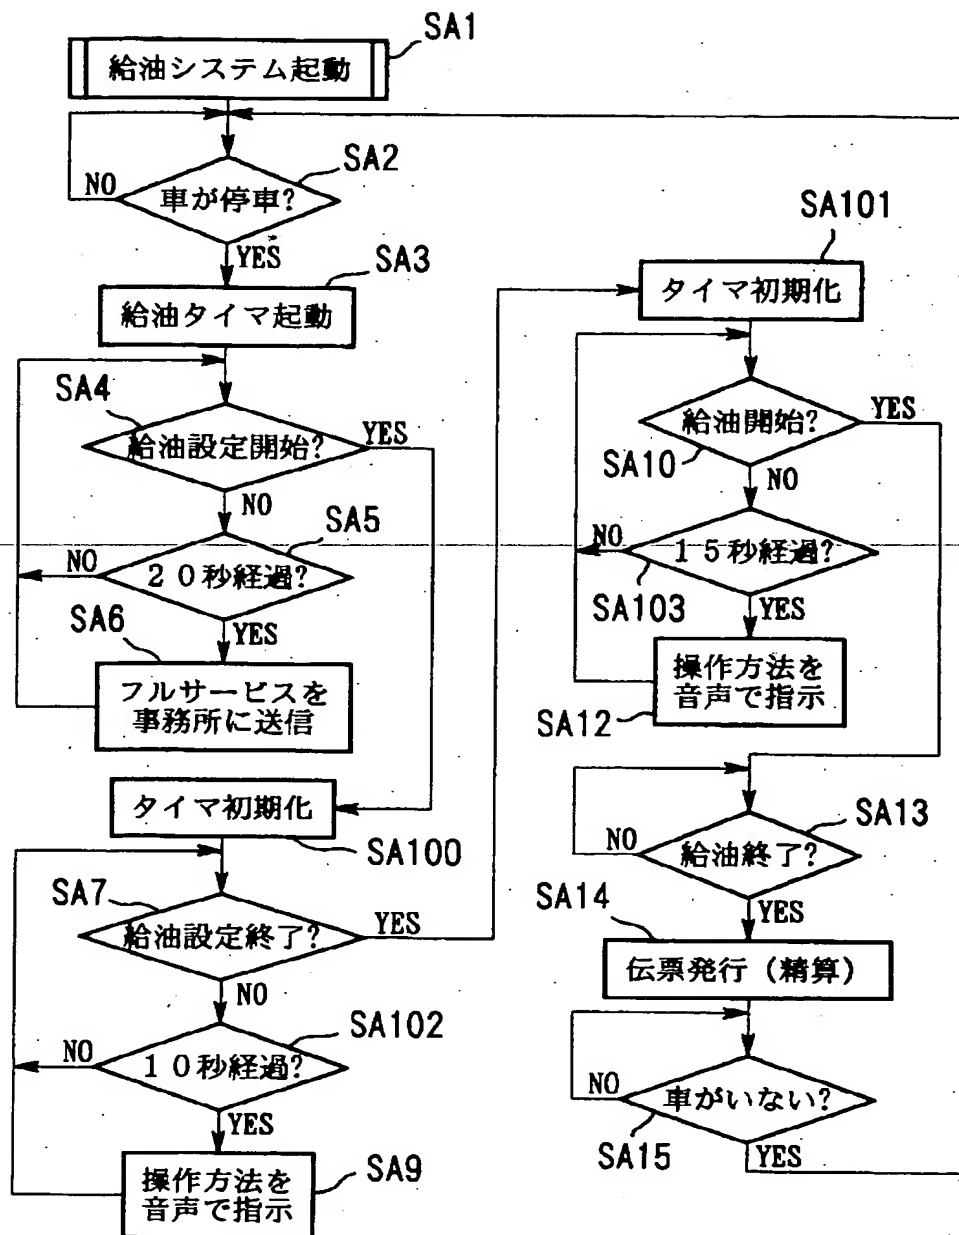 SA1
給油システム起動
SA2
車が停車?
NO
YES
SA3
給油タイマ起動
SA4
給油設定開始?
YES
NO
SA5
20秒経過?
NO
YES
SA6
フルサービスを
事務所に送信
タイマ初期化
SA100
SA7
給油設定終了?
YES
NO
SA102
10秒経過?
NO
YES
操作方法を
音声で指示
SA9
SA101
タイマ初期化
給油開始?
YES
SA10
NO
15秒経過?
NO
SA103
YES
操作方法を
音声で指示
SA12
SA13
給油終了?
NO
YES
SA14
伝票発行(精算)
車がいない?
NO
SA15
YES